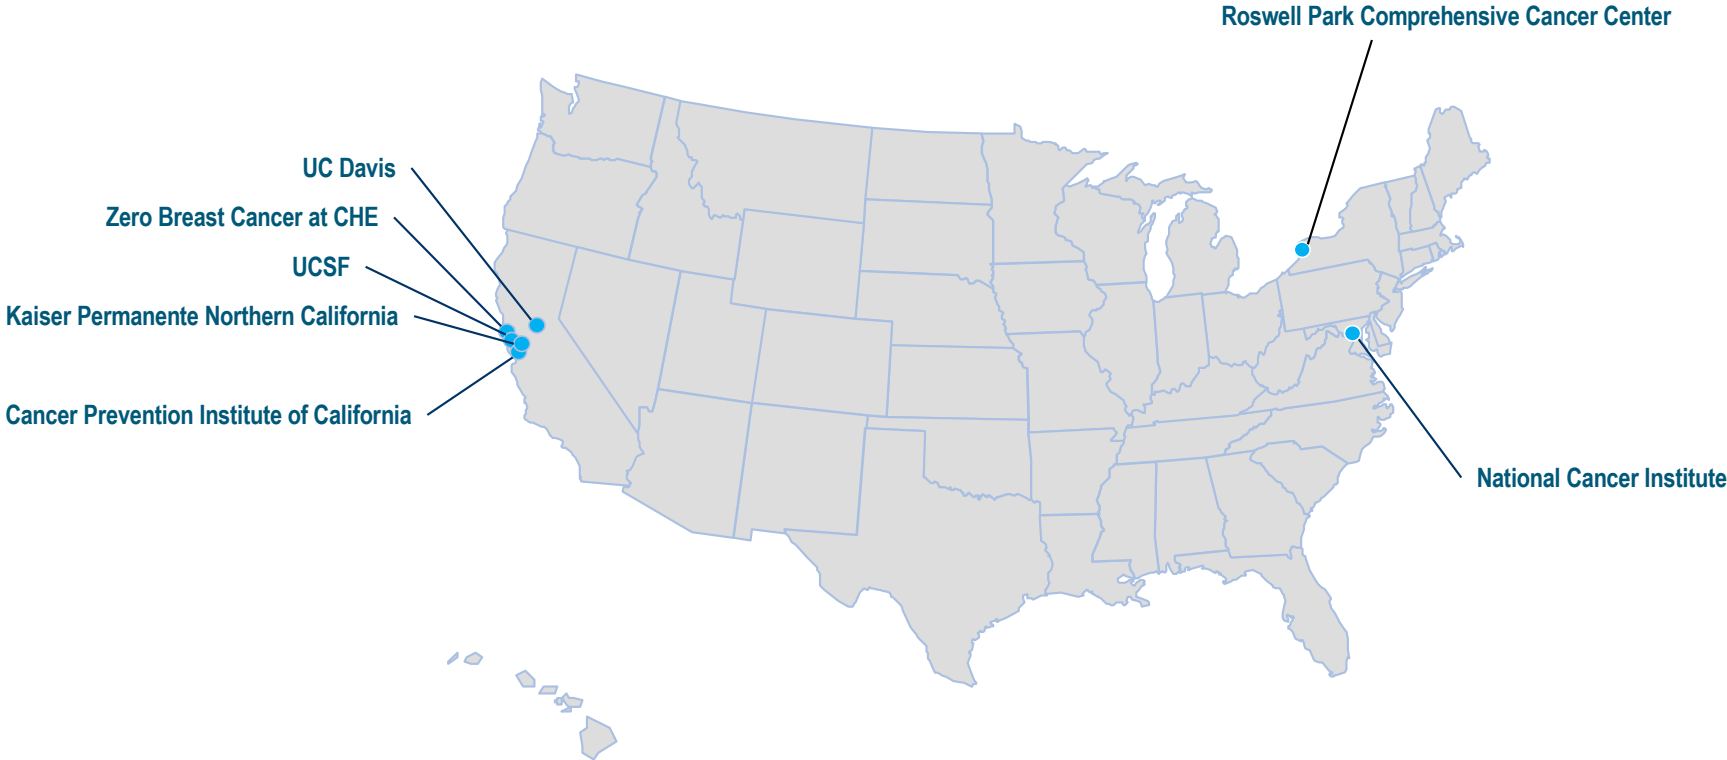 Roswell Park Comprehensive Cancer Center
UC Davis
Zero Breast Cancer at CHE
UCSF
Kaiser Permanente Northern California
Cancer Prevention Institute of California
National Cancer Institute